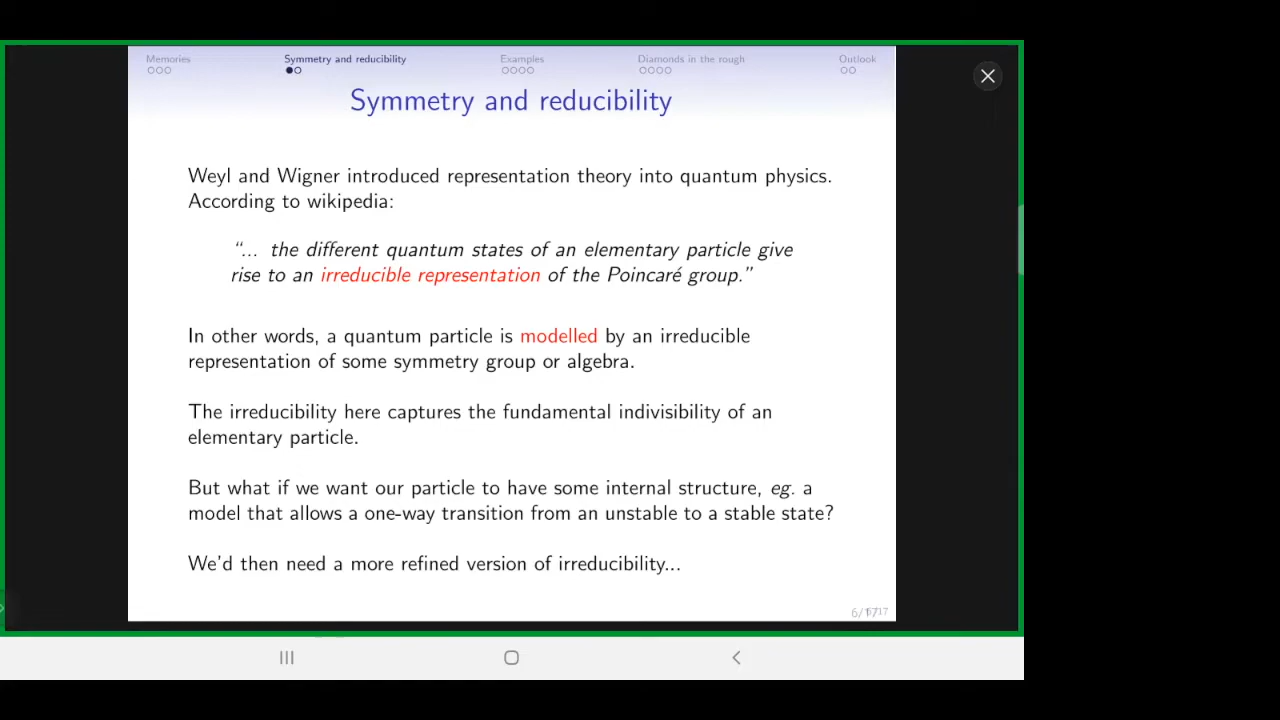 Memories
Symmetry and reducibility
Examples
Diamonds in the rough
Outlook
Symmetry and reducibility
Weyl and Wigner introduced representation theory into quantum physics.
According to wikipedia:
“... the different quantum states of an elementary particle give
rise to an irreducible representation of the Poincaré group.”
In other words, a quantum particle is modelled by an irreducible
representation of some symmetry group or algebra.
The irreducibility here captures the fundamental indivisibility of an
elementary particle.
But what if we want our particle to have some internal structure, eg. a
model that allows a one-way transition from an unstable to a stable state?
We'd then need a more refined version of irreducibility...